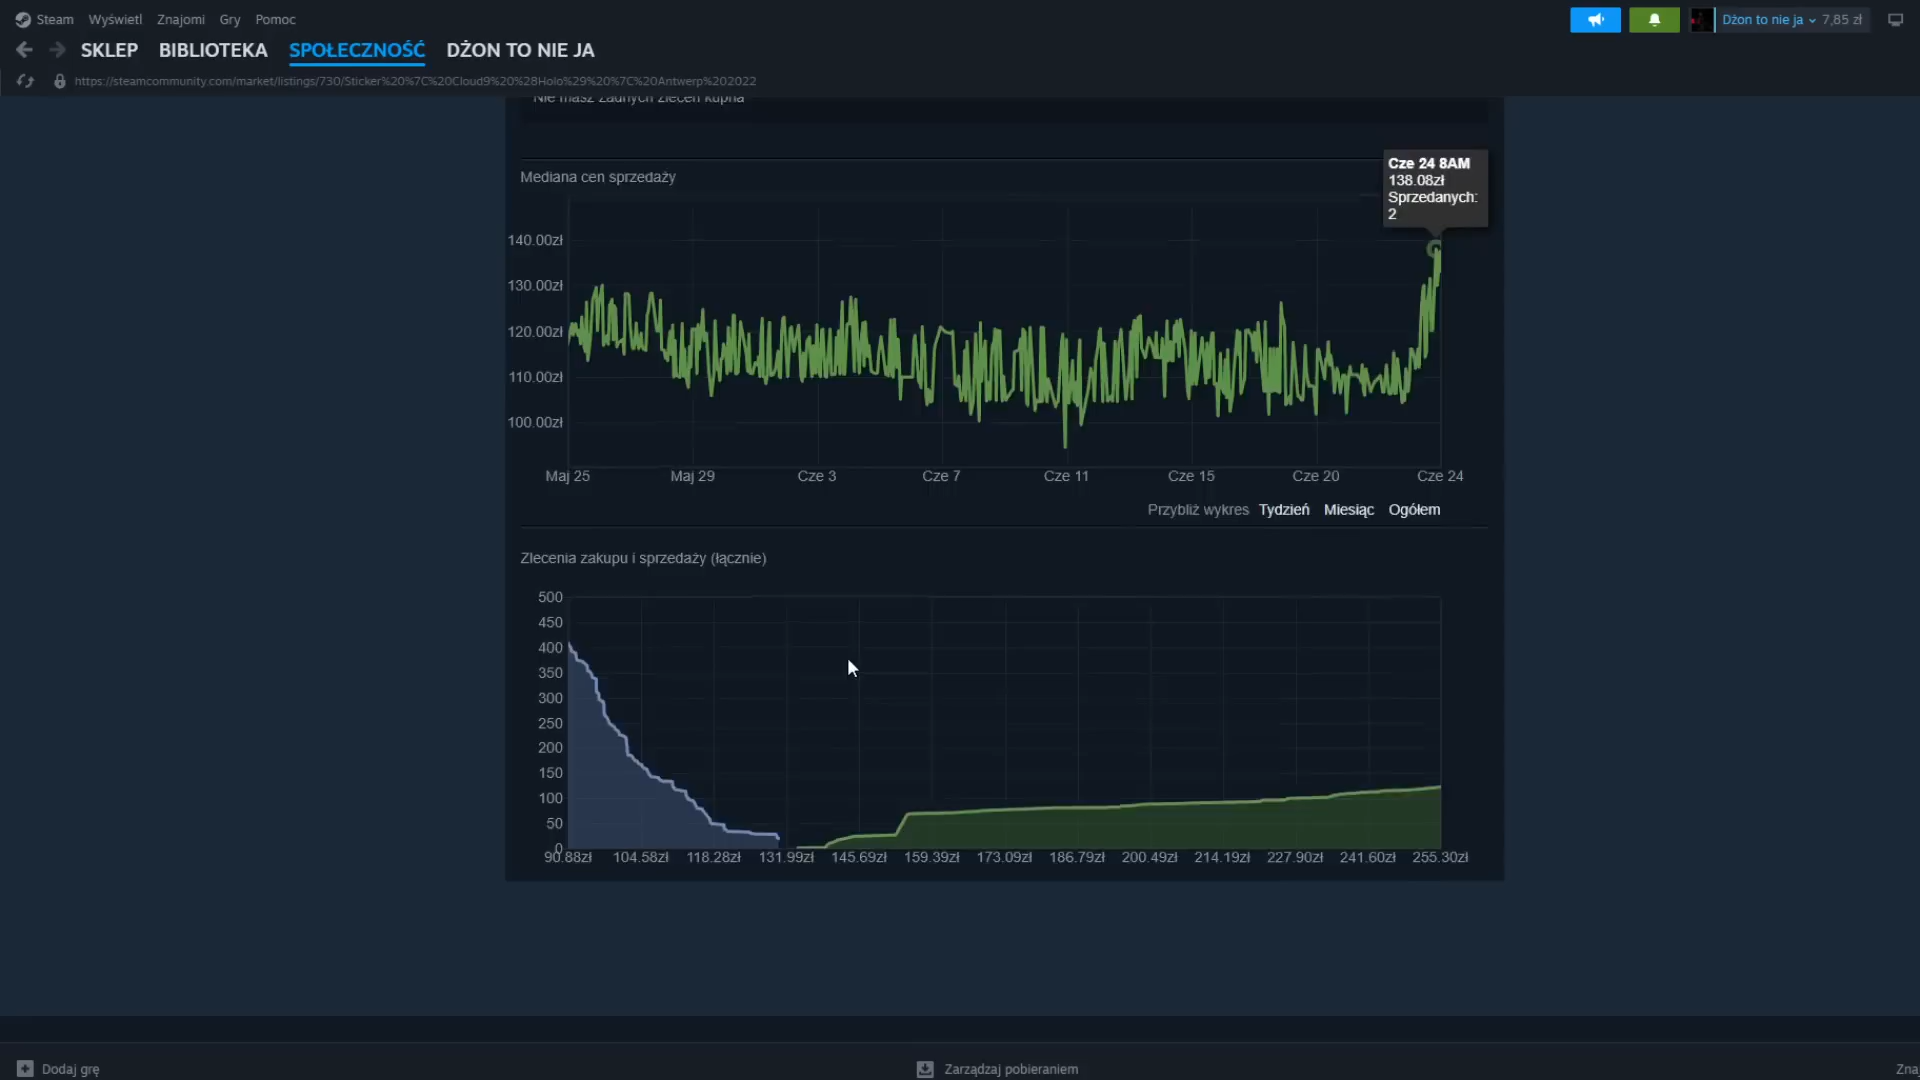 Steam Wyświetl Znajomi Gry Pomoc
Dżon to nie ja 7,85 zł
SKLEP BIBLIOTEKA SPOŁECZNOŚĆ DŻON TO NIE JA
https://steamcommunity.com/market/listings/730/Sticker%20%7C%20Cloud9%20%28Holo%29%20%7C%20Antwerp%202022
Nie masz żadnych zleceń kupna
Mediana cen sprzedaży
Cze 24 8AM
138.08zł
Sprzedanych:
2
140.00zł
130.00zł
120.00zł
110.00zł
100.00zł
Maj 25 Maj 29 Cze 3 Cze 7 Cze 11 Cze 15 Cze 20 Cze 24
Przybliż wykres Tydzień Miesiąc Ogółem
Zlecenia zakupu i sprzedaży (łącznie)
500
450
400
350
300
250
200
150
100
50
0
90.88zł 104.58zł 118.28zł 131.99zł 145.69zł 159.39zł 173.09zł 186.79zł 200.49zł 214.19zł 227.90zł 241.60zł 255.30zł
Dodaj grę Zarządzaj pobieraniem Zna